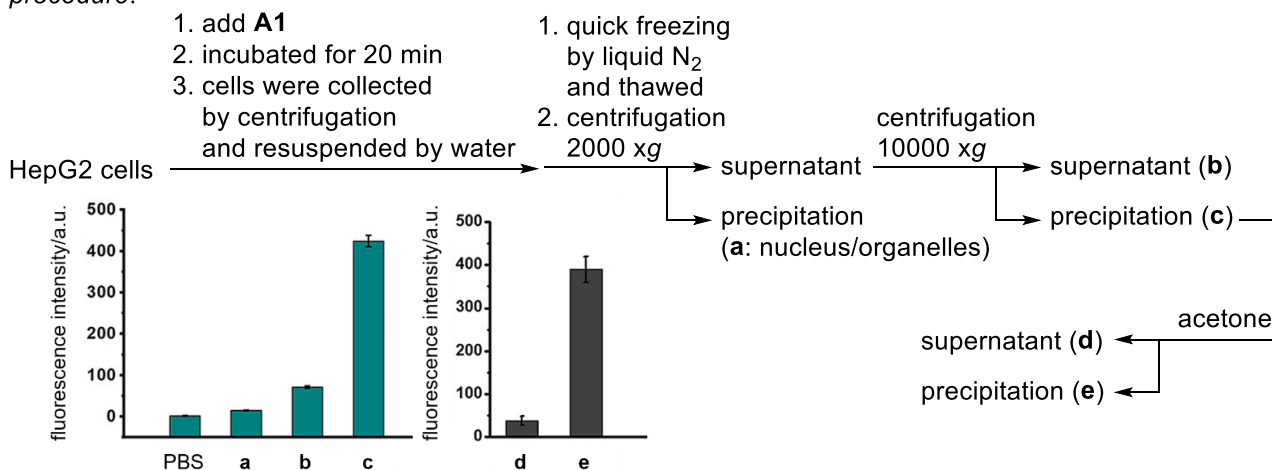 procedure:
1. add A1
2. incubated for 20 min
3. cells were collected
by centrifugation
and resuspended by water
1. quick freezing
by liquid N₂
and thawed
2. centrifugation
2000 xg
centrifugation
10000 xg
HepG2 cells
supernatant
supernatant (b)
precipitation
(a: nucleus/organelles)
precipitation (c)
acetone
supernatant (d)
precipitation (e)
fluorescence intensity/a.u.
500
400
300
200
100
0
PBS a b c
fluorescence intensity/a.u.
500
400
300
200
100
0
d e